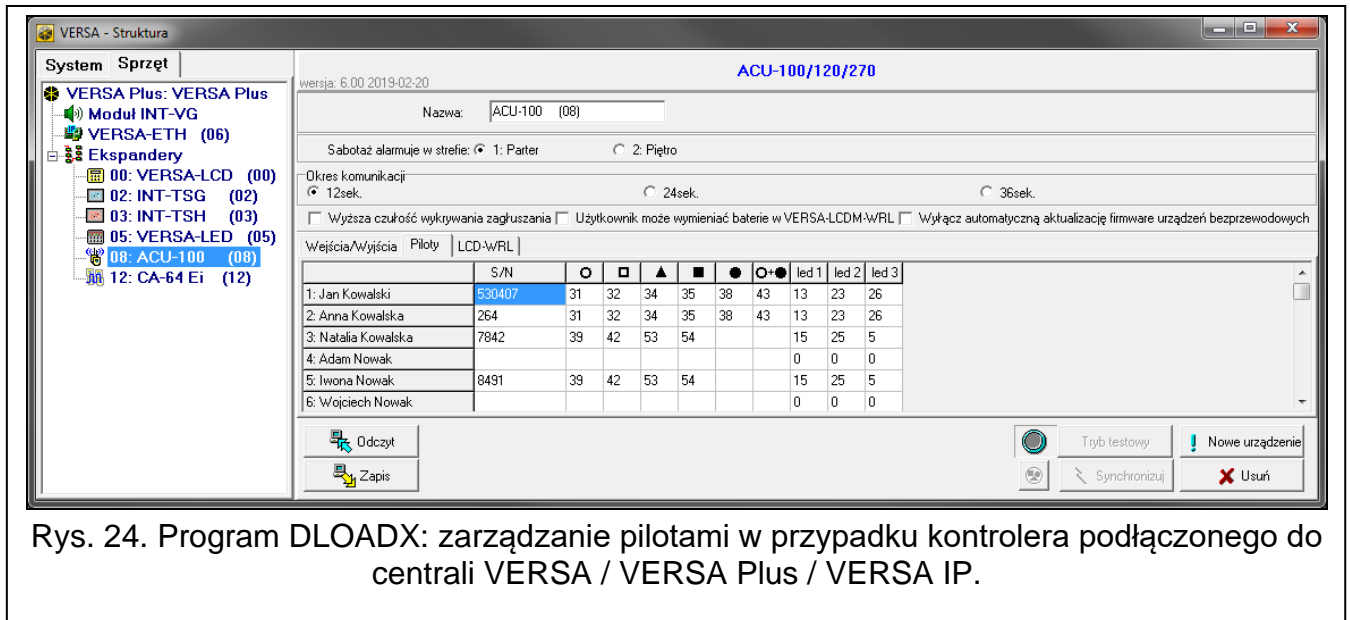 VERSA - Struktura
System Sprzęt
VERSA Plus: VERSA Plus
Moduł INT-VG
VERSA-ETH (06)
Ekspandery
00: VERSA-LCD (00)
02: INT-TSG (02)
03: INT-TSH (03)
05: VERSA-LED (05)
08: ACU-100 (08)
12: CA-64 Ei (12)
ACU-100/120/270
wersja: 6.00 2019-02-20
Nazwa: ACU-100 (08)
Sabotaż alarmuje w strefie: 1: Parter 2: Piętro
Okres komunikacji
12sek. 24sek. 36sek.
Wyższa czułość wykrywania zagłuszania Użytkownik może wymieniać baterie w VERSA-LCDM-WRL Wyłącz automatyczną aktualizację firmware urządzeń bezprzewodowych
Wejścia/Wyjścia Piloty LCD-WRL
S/N O □ ▲ ■ ● O+● led 1 led 2 led 3
1: Jan Kowalski 530407 31 32 34 35 38 43 13 23 26
2: Anna Kowalska 264 31 32 34 35 38 43 13 23 26
3: Natalia Kowalska 7842 39 42 53 54 15 25 5
4: Adam Nowak 0 0 0
5: Iwona Nowak 8491 39 42 53 54 15 25 5
6: Wojciech Nowak 0 0 0
Odczyt Tryb testowy Nowe urządzenie
Zapis Synchronizuj Usuń
Rys. 24. Program DLOADX: zarządzanie pilotami w przypadku kontrolera podłączonego do
centrali VERSA / VERSA Plus / VERSA IP.